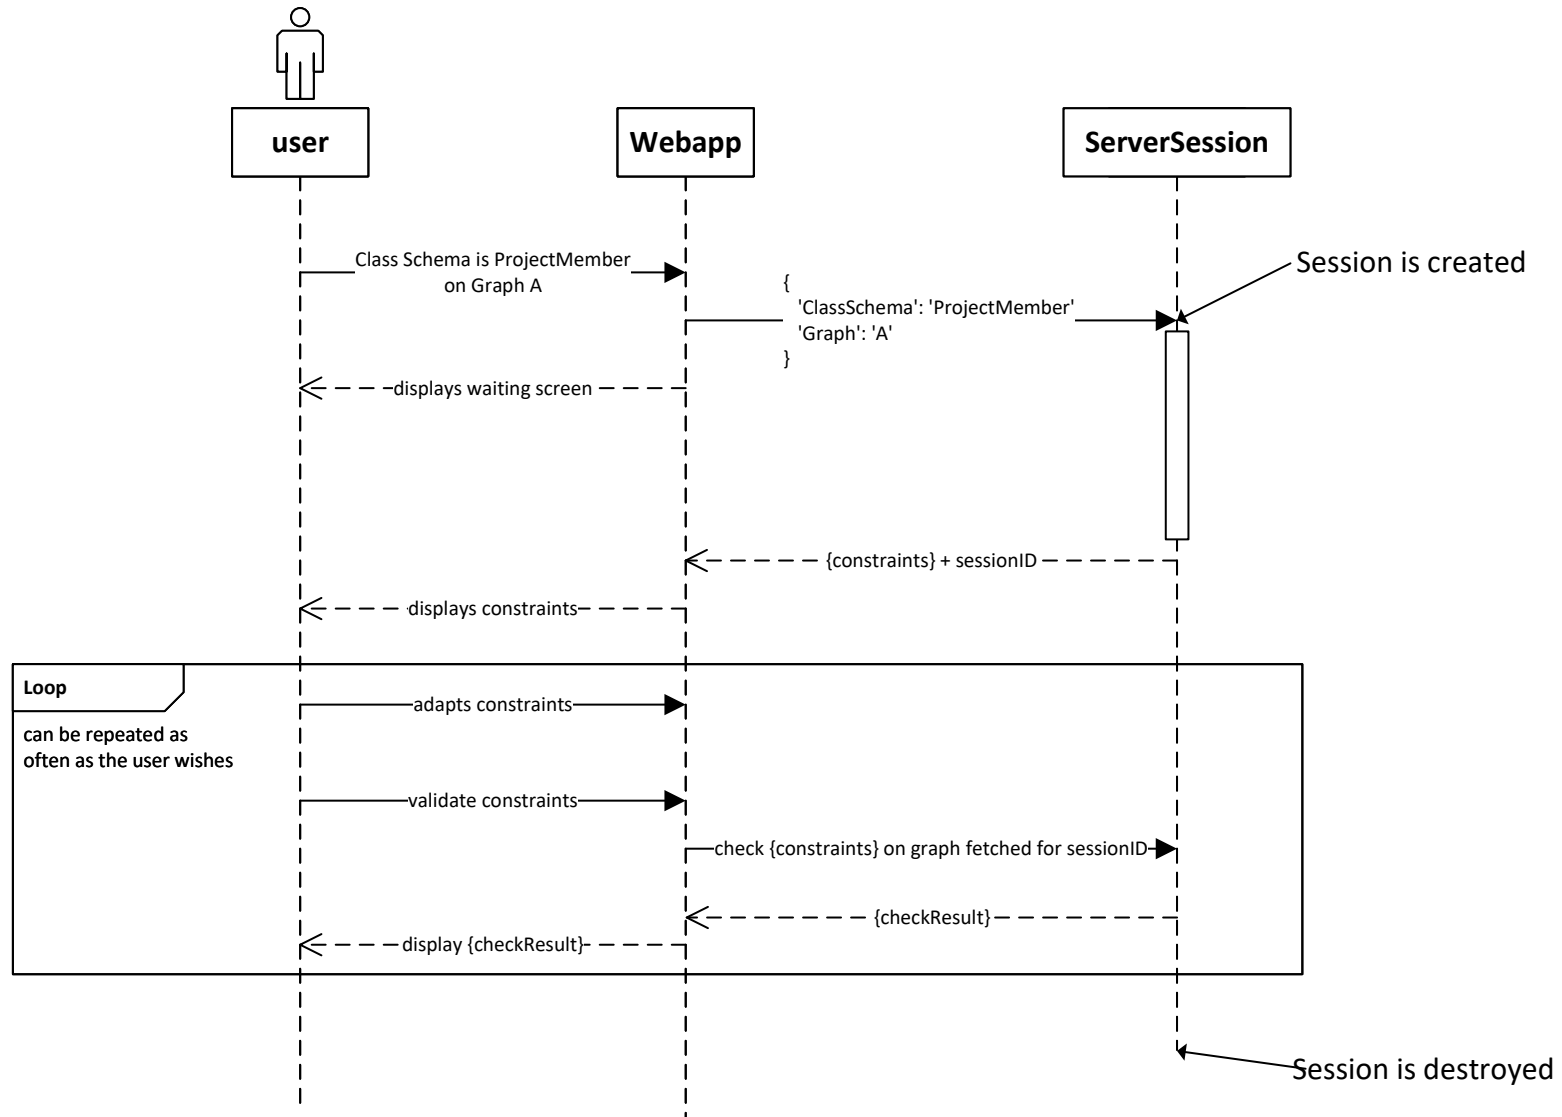 user
Webapp
ServerSession
Session is created
Class Schema is ProjectMember
on Graph A
{
'ClassSchema': 'ProjectMember'
'Graph': 'A'
}
displays waiting screen
{constraints} + sessionID
displays constraints
Loop
can be repeated as
often as the user wishes
adapts constraints
validate constraints
check {constraints} on graph fetched for sessionID
{checkResult}
display {checkResult}
Session is destroyed